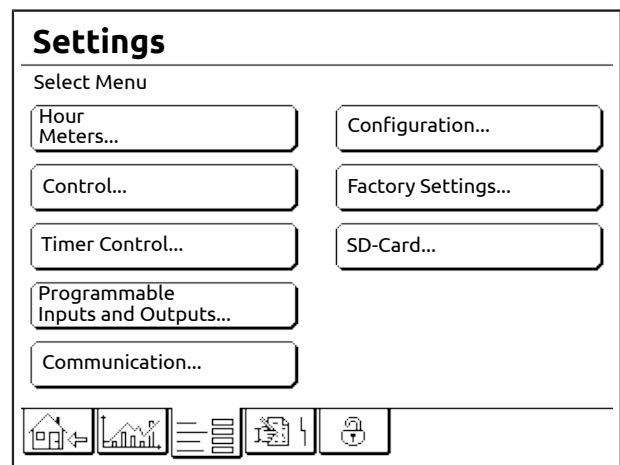 Settings
Select Menu
Hour
Meters...
Control...
Timer Control...
Programmable
Inputs and Outputs...
Communication...
Configuration...
Factory Settings...
SD-Card...